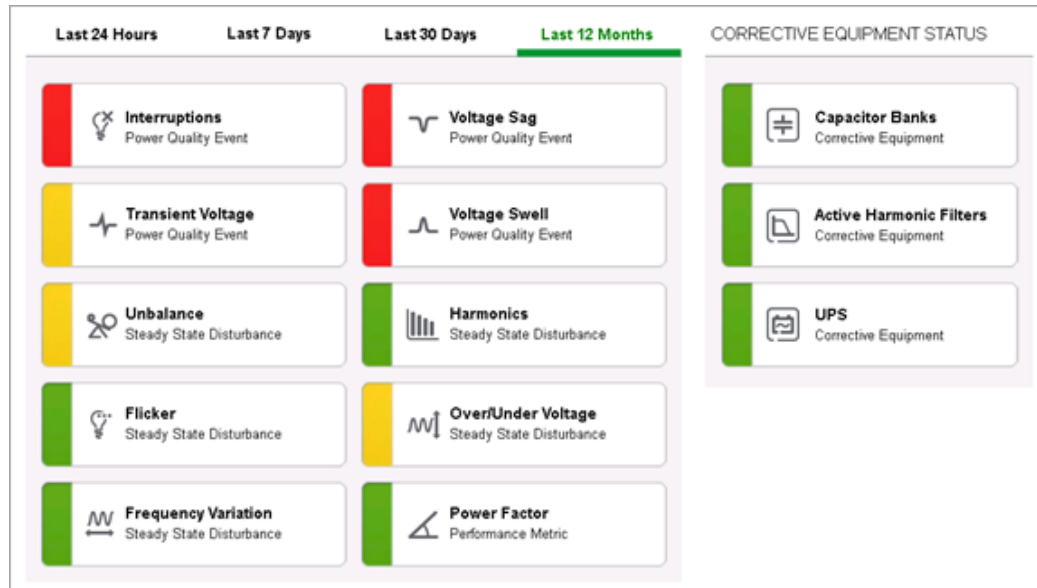 Last 24 Hours
Last 7 Days
Last 30 Days
Last 12 Months
CORRECTIVE EQUIPMENT STATUS
Interruptions
Power Quality Event
Voltage Sag
Power Quality Event
Capacitor Banks
Corrective Equipment
Transient Voltage
Power Quality Event
Voltage Swell
Power Quality Event
Active Harmonic Filters
Corrective Equipment
Unbalance
Steady State Disturbance
Harmonics
Steady State Disturbance
UPS
Corrective Equipment
Flicker
Steady State Disturbance
Over/Under Voltage
Steady State Disturbance
Frequency Variation
Steady State Disturbance
Power Factor
Performance Metric